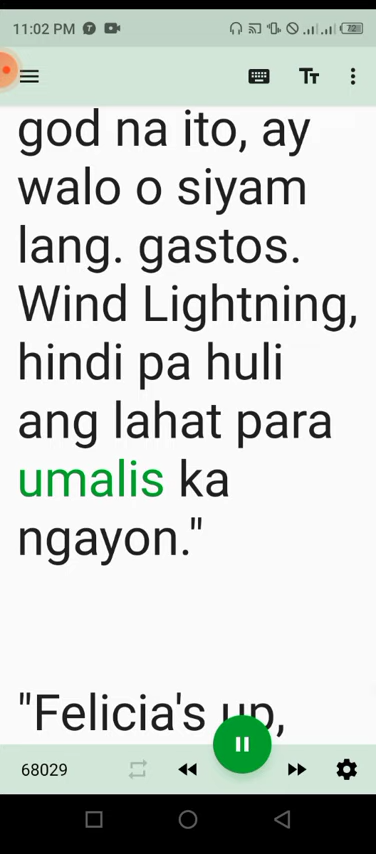 11:02 PM
72
god na ito, ay
walo o siyam
lang. gastos.
Wind Lightning,
hindi pa huli
ang lahat para
umalis ka
ngayon."
"Felicia's up,
68029